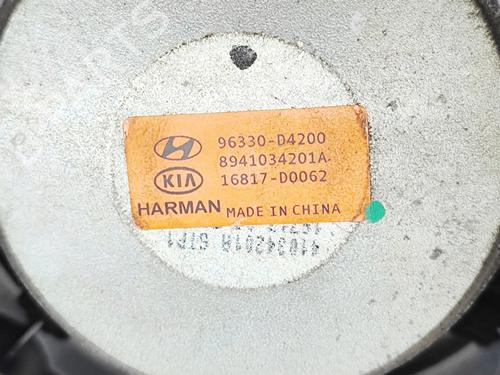 96330-D4200
8941034201A
KIA 16817-D0062
HARMAN MADE IN CHINA